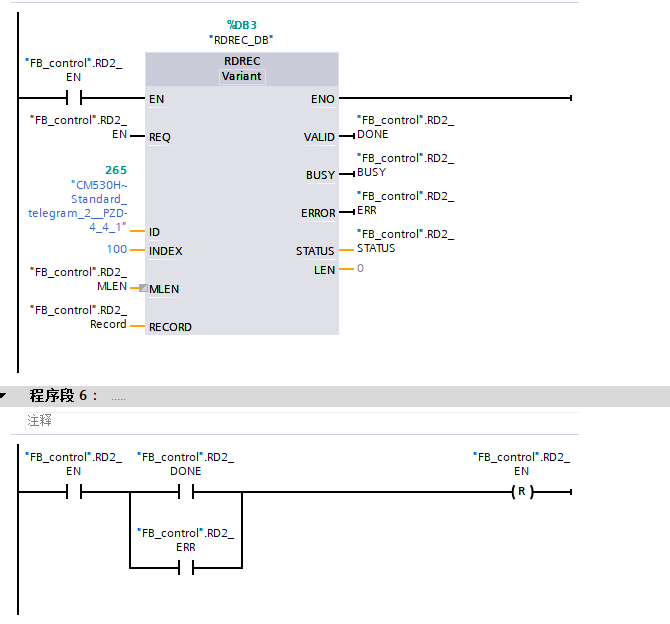 %DB3
"RDREC_DB"
RDREC
Variant
"FB_control".RD2_
EN
EN
ENO
"FB_control".RD2_
EN
REQ
VALID
"FB_control".RD2_
DONE
BUSY
"FB_control".RD2_
BUSY
ERROR
"FB_control".RD2_
ERR
265
"CM530H~
Standard_
telegram_2__PZD-
4_4_1"
ID
STATUS
"FB_control".RD2_
STATUS
100
INDEX
LEN
0
"FB_control".RD2_
MLEN
MLEN
"FB_control".RD2_
Record
RECORD
程序段 6：
.....
注释
"FB_control".RD2_
EN
"FB_control".RD2_
DONE
"FB_control".RD2_
EN
R
"FB_control".RD2_
ERR